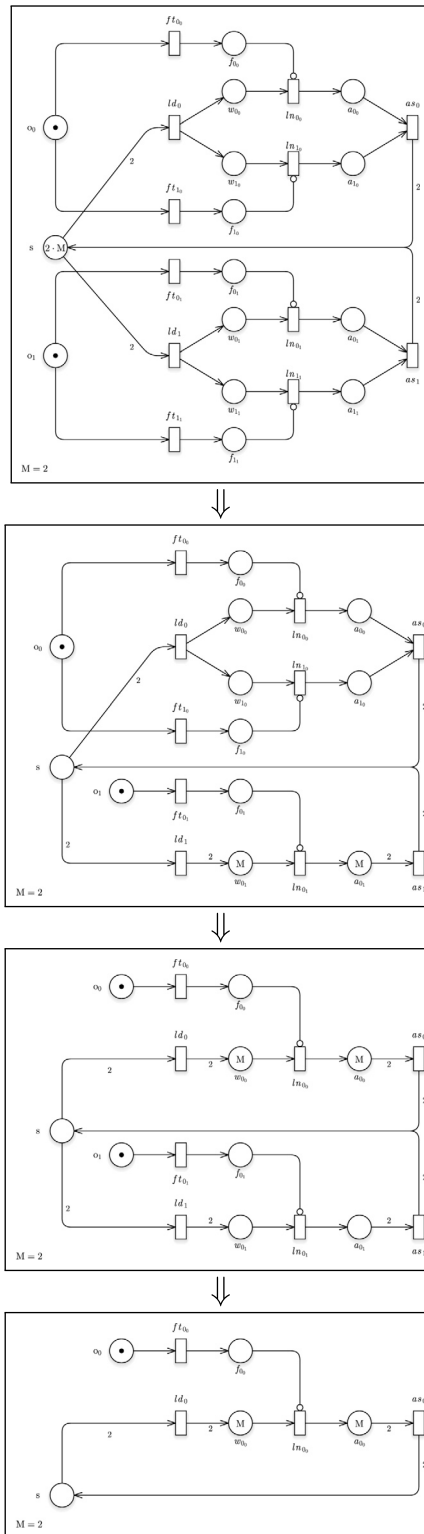 ft₀₀
f₀₀
ld₀ w₀₀ a₀₀ as₀
ln₀₀
o₀
2 ln₁₀ 2
w₁₀ a₁₀
ft₁₀
f₁₀
s 2 · M
ft₀₁ f₀₁
2
ld₁ w₀₁ a₀₁
ln₀₁
2 ln₁₁
o₁
w₁₁ a₁₁ as₁
ft₁₁
f₁₁
M = 2
ft₀₀
f₀₀
ld₀ w₀₀ a₀₀ as₀
ln₀₀
o₀
2 ln₁₀
w₁₀ a₁₀
ft₁₀
f₁₀
s
o₁ f₀₁
ft₀₁
2 ld₁
2 M M 2
w₀₁ ln₀₁ a₀₁ as₁
M = 2
ft₀₀
o₀
f₀₀
ld₀ as₀
2 2 M M 2
w₀₀ ln₀₀ a₀₀
s
o₁ f₀₁
ft₀₁
2 ld₁
2 2
w₀₁ ln₀₁ a₀₁ as₁
M = 2
ft₀₀
o₀
f₀₀
ld₀ as₀
2 2 M M 2
w₀₀ ln₀₀ a₀₀
s
M = 2